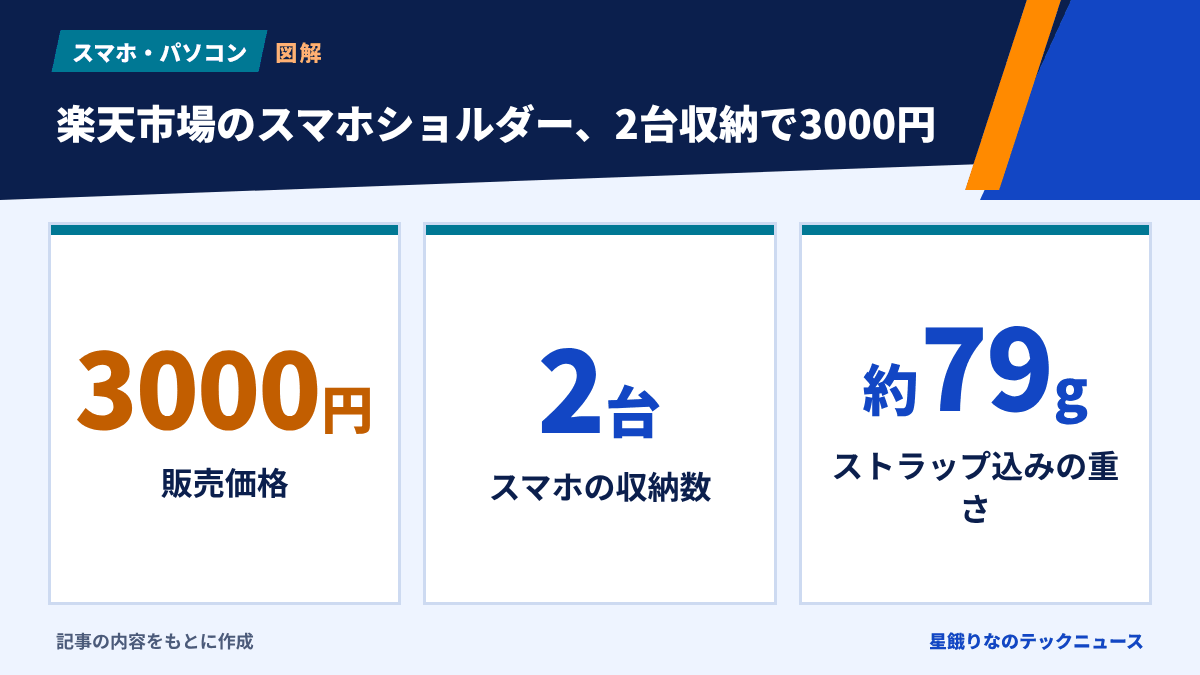 スマホ・パソコン 図解
楽天市場のスマホショルダー、2台収納で3000円
3000円
販売価格
2台
スマホの収納数
約79g
ストラップ込みの重
さ
記事の内容をもとに作成
星餓りなのテックニュース